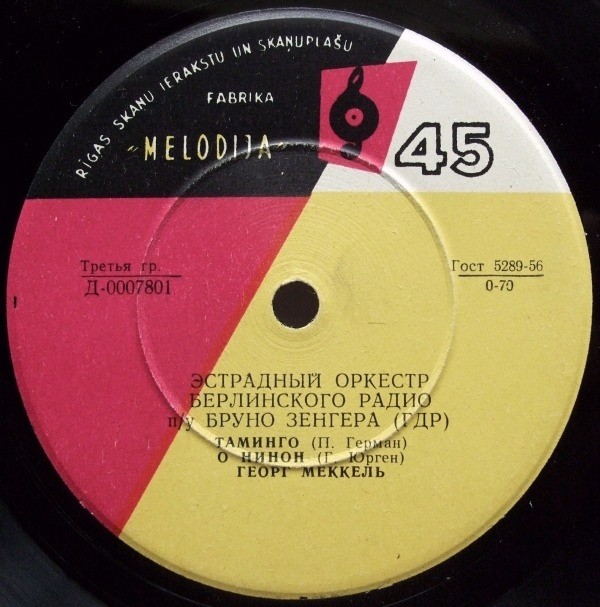 RĪGAS SKAŅU IERAKSTU UN SKAŅUPLAŠU
FABRIKA
"MELODIJA"
45
Третья гр.
Д-0007801
Гост 5289-56
0-70
ЭСТРАДНЫЙ ОРКЕСТР
БЕРЛИНСКОГО РАДИО
п/у БРУНО ЗЕНГЕРА (ГДР)
ТАМИНГО (П. Герман)
О НИНОН (Г. Юрген)
ГЕОРГ МЕККЕЛЬ